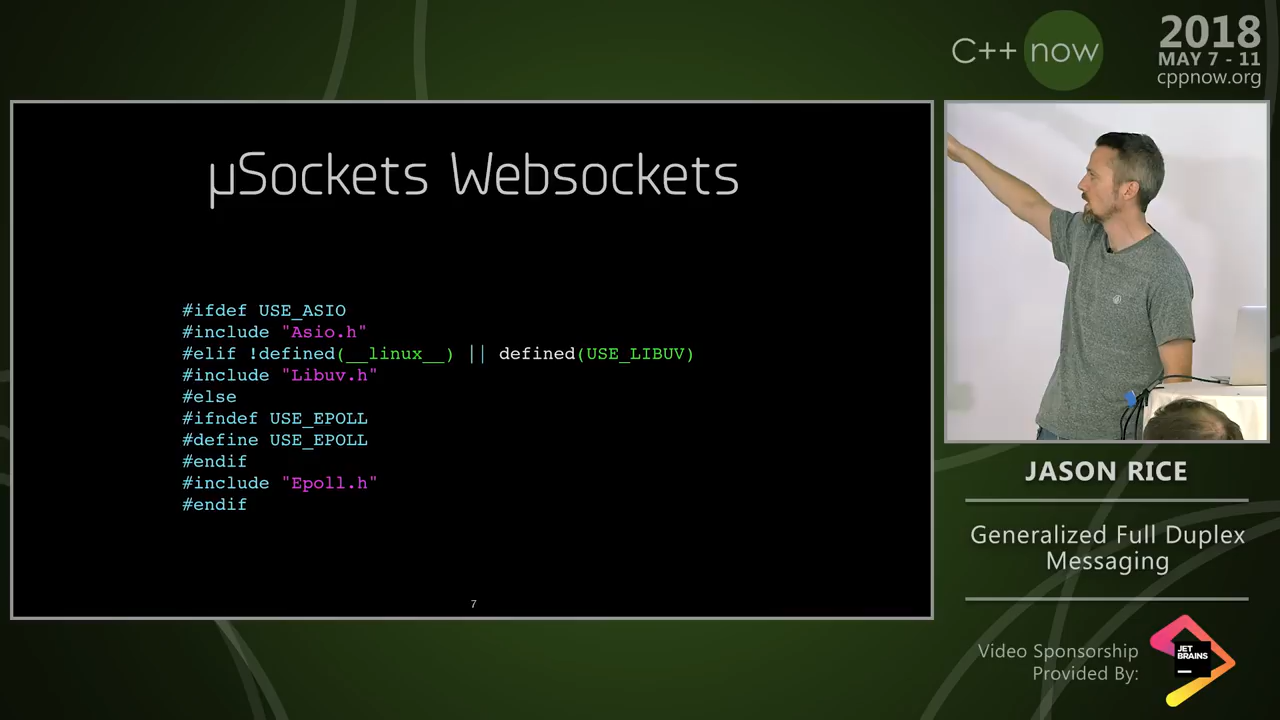 C++ now
2018
MAY 7 - 11
cppnow.org
µSockets Websockets
#ifdef USE_ASIO
#include "Asio.h"
#elif !defined(__linux__) || defined(USE_LIBUV)
#include "Libuv.h"
#else
#ifndef USE_EPOLL
#define USE_EPOLL
#endif
#include "Epoll.h"
#endif
7
JASON RICE
Generalized Full Duplex
Messaging
Video Sponsorship
Provided By:
JET
BRAINS